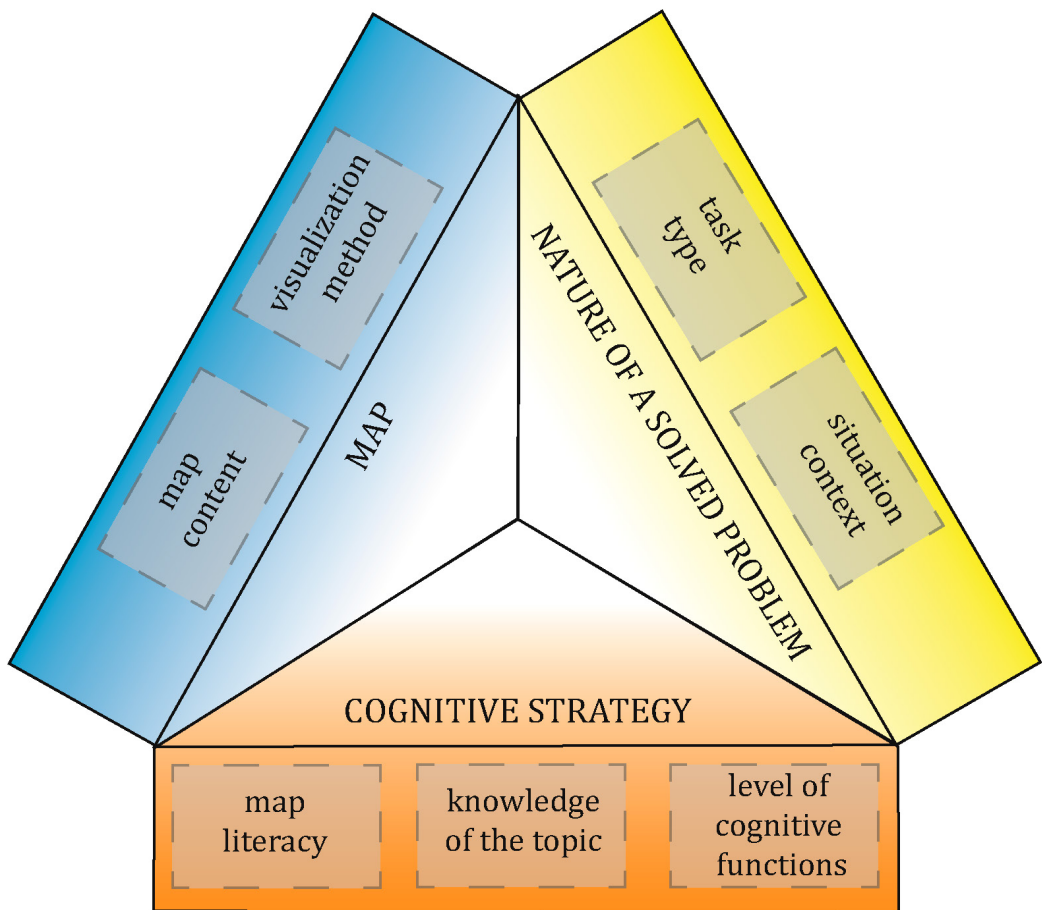 visualization
method
map
content
MAP
task
type
situation
context
NATURE OF A SOLVED PROBLEM
COGNITIVE STRATEGY
map
literacy
knowledge
of the topic
level of
cognitive
functions